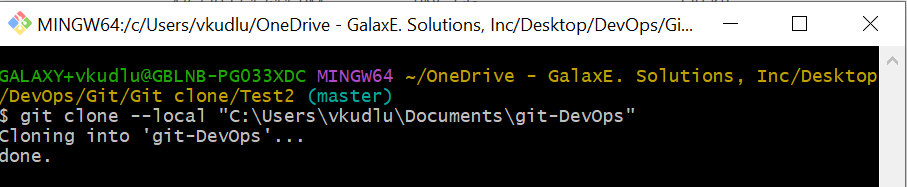 MINGW64:/c/Users/vkudlu/OneDrive - GalaxE. Solutions, Inc/Desktop/DevOps/Gi...
GALAXY+vkudlu@GBLNB-PG033XDC MINGW64 ~/OneDrive - GalaxE. Solutions, Inc/Desktop
/DevOps/Git/Git clone/Test2 (master)
$ git clone --local "C:\Users\vkudlu\Documents\git-DevOps"
Cloning into 'git-DevOps'...
done.